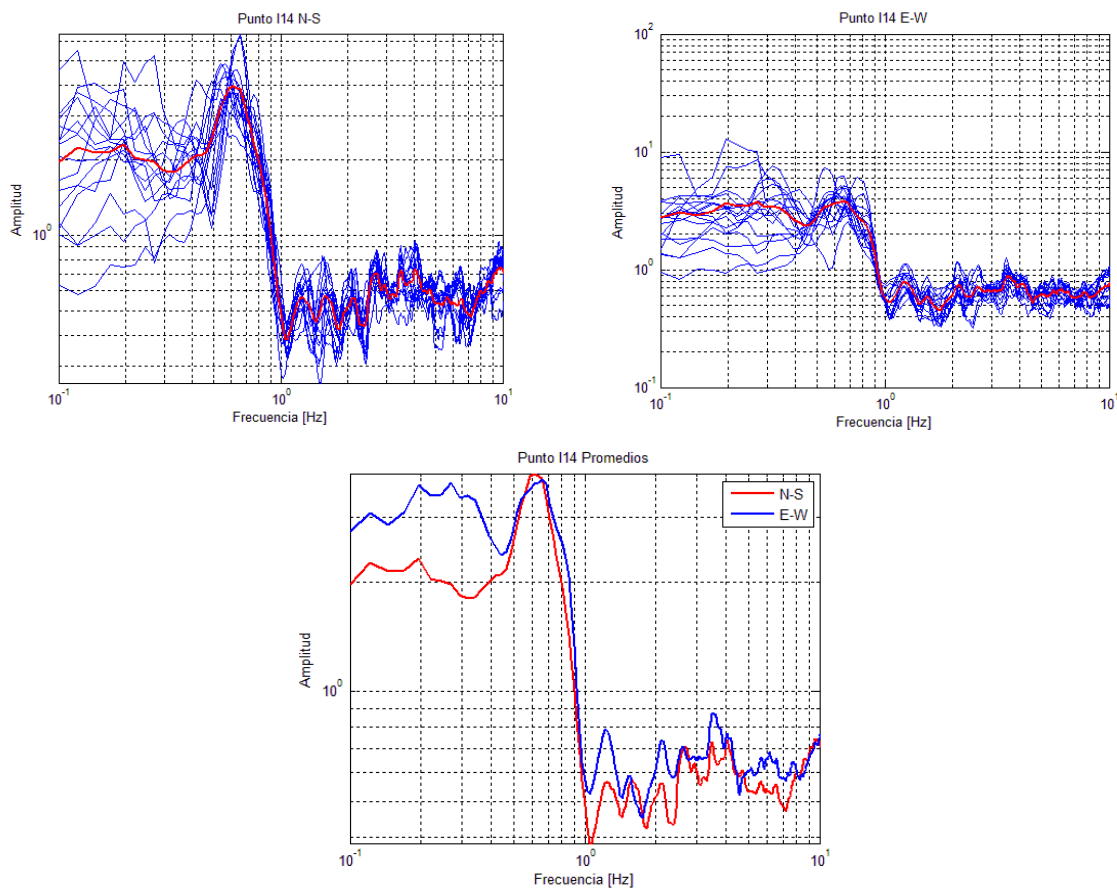 Punto I14 N-S
Amplitud
10^0
10^-1
10^0
10^1
Frecuencia [Hz]
Punto I14 E-W
Amplitud
10^2
10^1
10^0
10^-1
10^-1
10^0
10^1
Frecuencia [Hz]
Punto I14 Promedios
N-S
E-W
Amplitud
10^0
10^-1
10^0
10^1
Frecuencia [Hz]